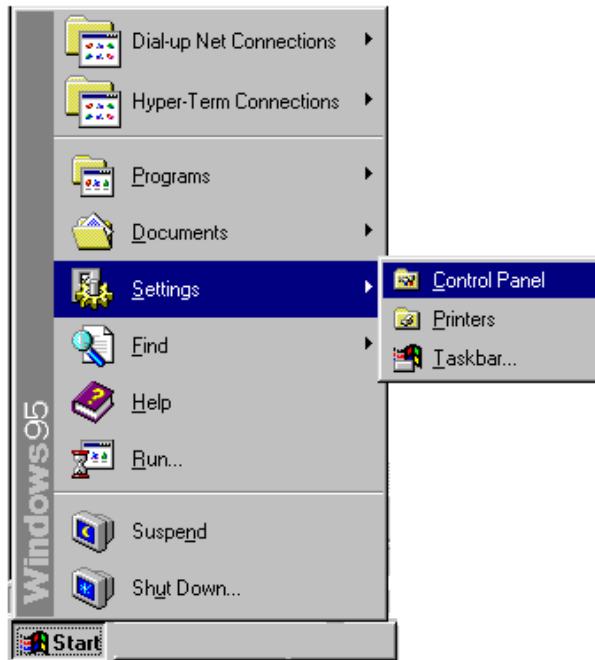 Dial-up Net Connections
Hyper-Term Connections
Programs
Documents
Settings
Control Panel
Printers
Taskbar...
Find
Help
Run...
Suspend
Shut Down...
Windows95
Start